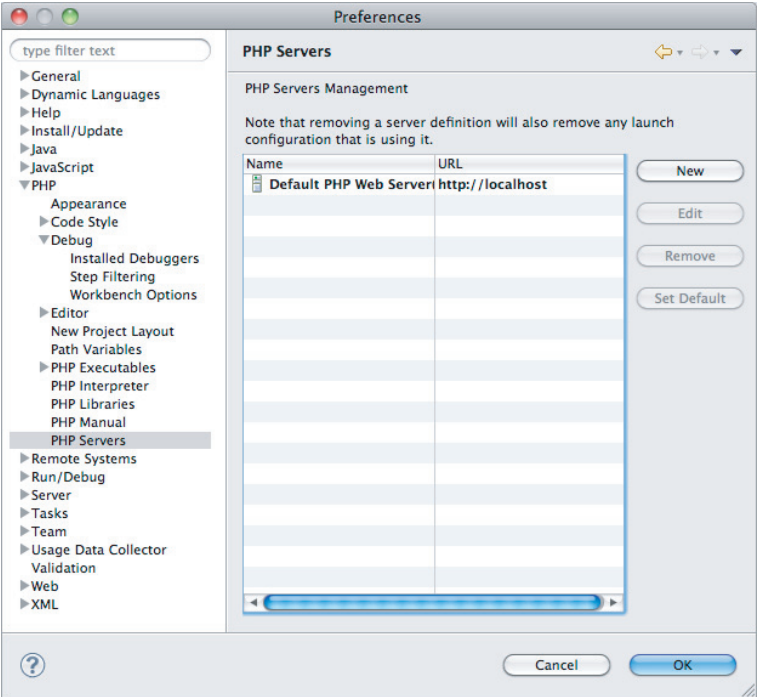 Preferences
type filter text
General
Dynamic Languages
Help
Install/Update
Java
JavaScript
PHP
Appearance
Code Style
Debug
Installed Debuggers
Step Filtering
Workbench Options
Editor
New Project Layout
Path Variables
PHP Executables
PHP Interpreter
PHP Libraries
PHP Manual
PHP Servers
Remote Systems
Run/Debug
Server
Tasks
Team
Usage Data Collector
Validation
Web
XML
PHP Servers
PHP Servers Management
Note that removing a server definition will also remove any launch
configuration that is using it.
Name URL
Default PHP Web Server( http://localhost
New
Edit
Remove
Set Default
?
Cancel OK